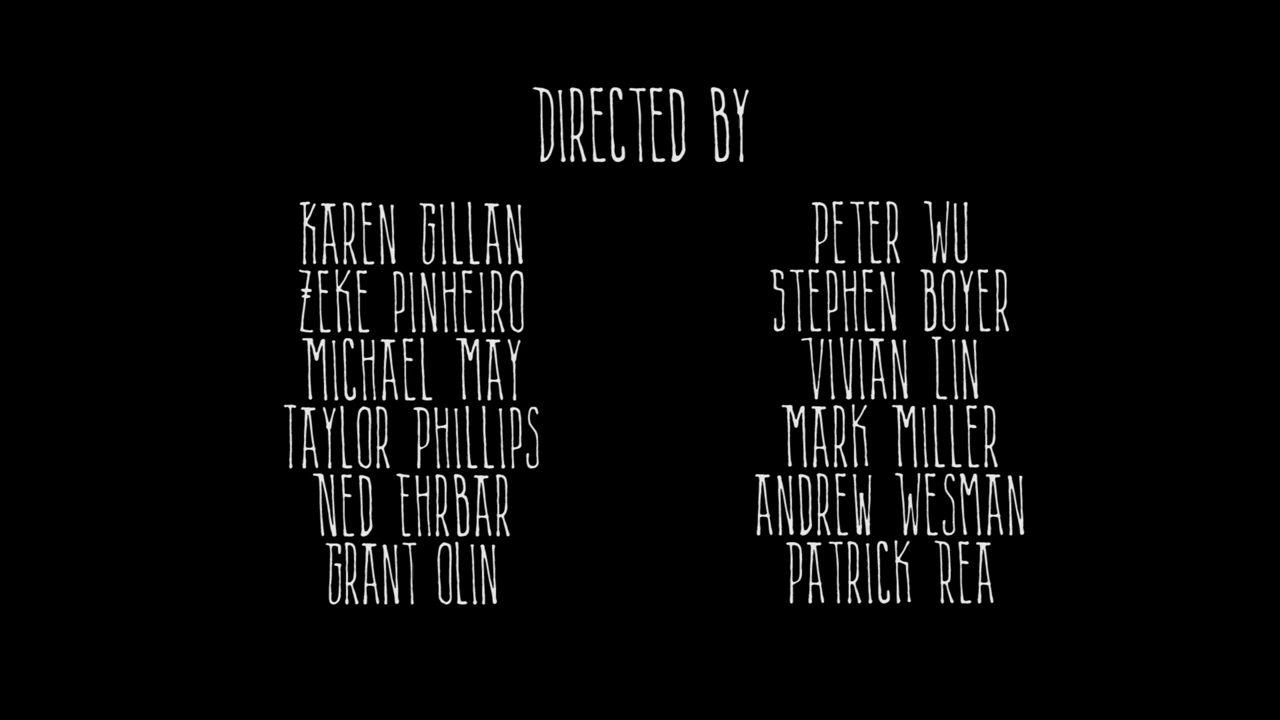 DIRECTED BY
KAREN GILLAN
ZEKE PINHEIRO
MICHAEL MAY
TAYLOR PHILLIPS
NED EHRBAR
GRANT OLIN
PETER WU
STEPHEN BOYER
VIVIAN LIN
MARK MILLER
ANDREW WESMAN
PATRICK REA